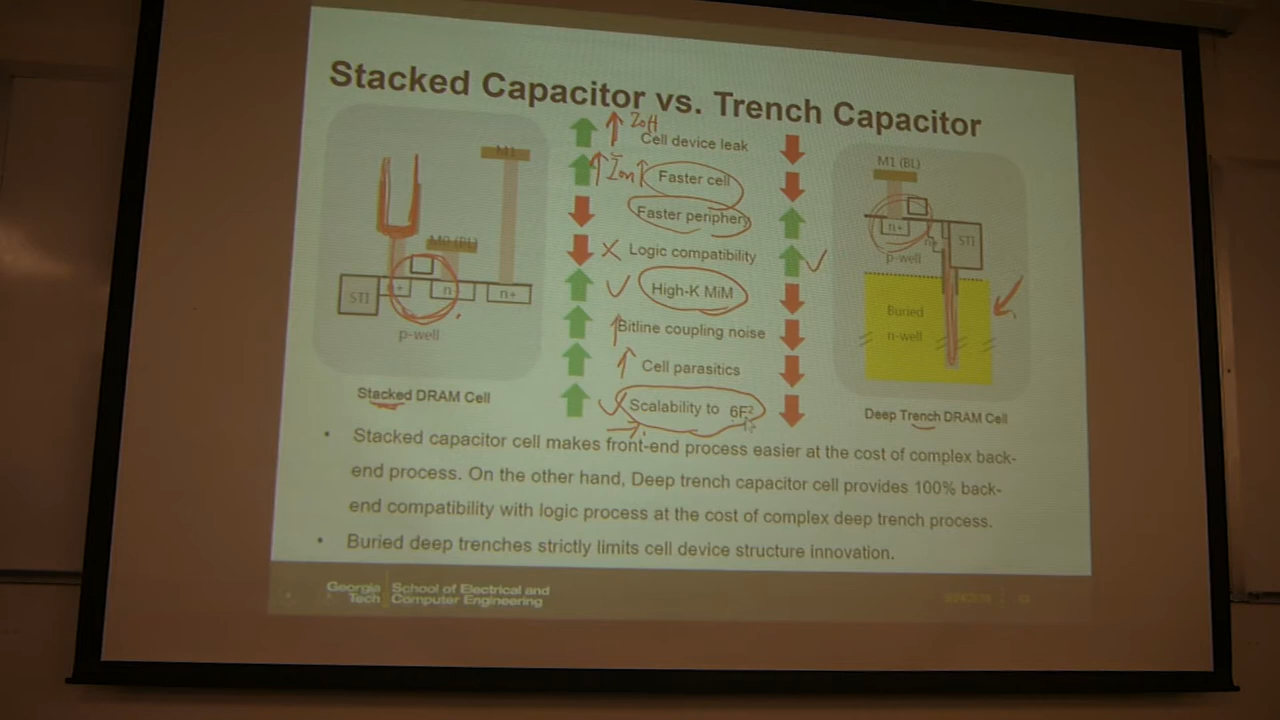 Stacked Capacitor vs. Trench Capacitor
Ioff
Cell device leak
Ion
Faster cell
Faster periphery
Logic compatibility
High-K MiM
Bitline coupling noise
Cell parasitics
Scalability to 6F²
M1
M0 (BL)
STI
n+
n
n+
p-well
Stacked DRAM Cell
M1 (BL)
n+
n+
STI
p-well
Buried
n-well
Deep Trench DRAM Cell
• Stacked capacitor cell makes front-end process easier at the cost of complex back-
end process. On the other hand, Deep trench capacitor cell provides 100% back-
end compatibility with logic process at the cost of complex deep trench process.
• Buried deep trenches strictly limits cell device structure innovation.
Georgia
Tech
School of Electrical and
Computer Engineering